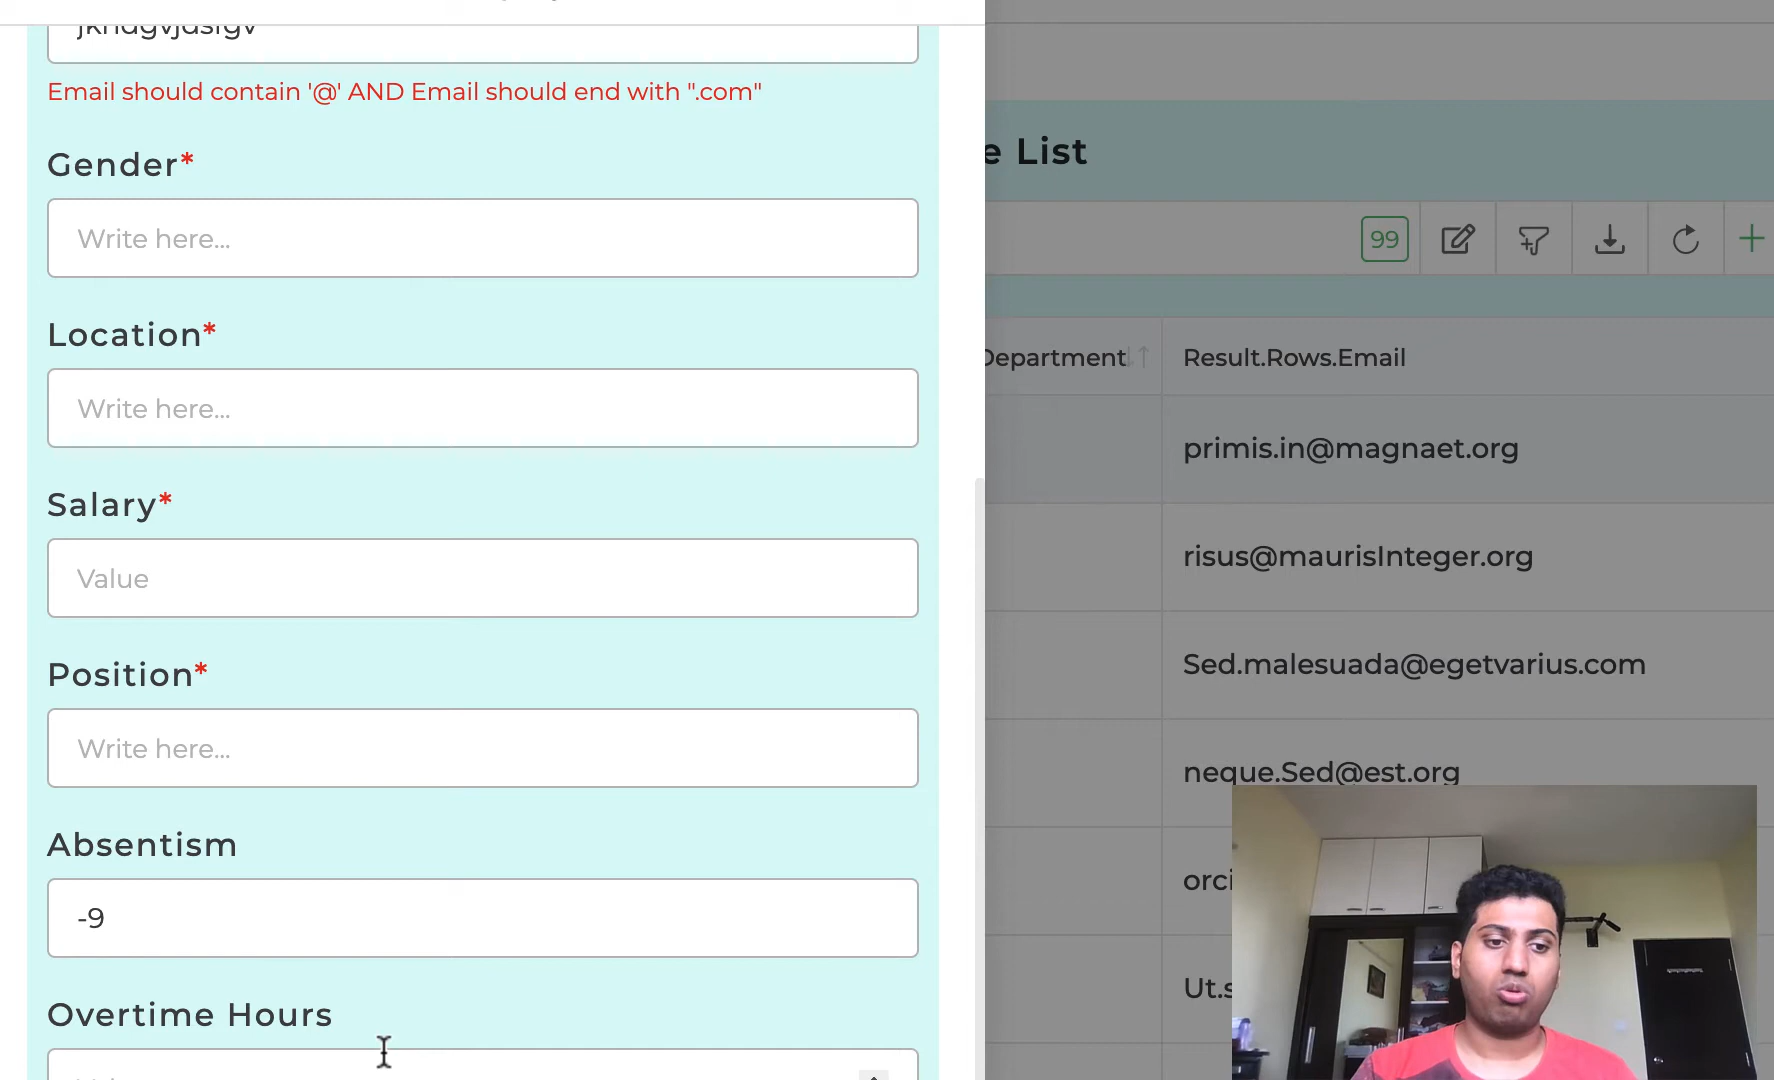 jkhdgvjdsfgv
Email should contain '@' AND Email should end with ".com"
Gender*
Write here...
Location*
Write here...
Salary*
Value
Position*
Write here...
Absentism
-9
Overtime Hours
e List
99
Department
Result.Rows.Email
primis.in@magnaet.org
risus@maurisInteger.org
Sed.malesuada@egetvarius.com
neque.Sed@est.org
orci
Ut.s